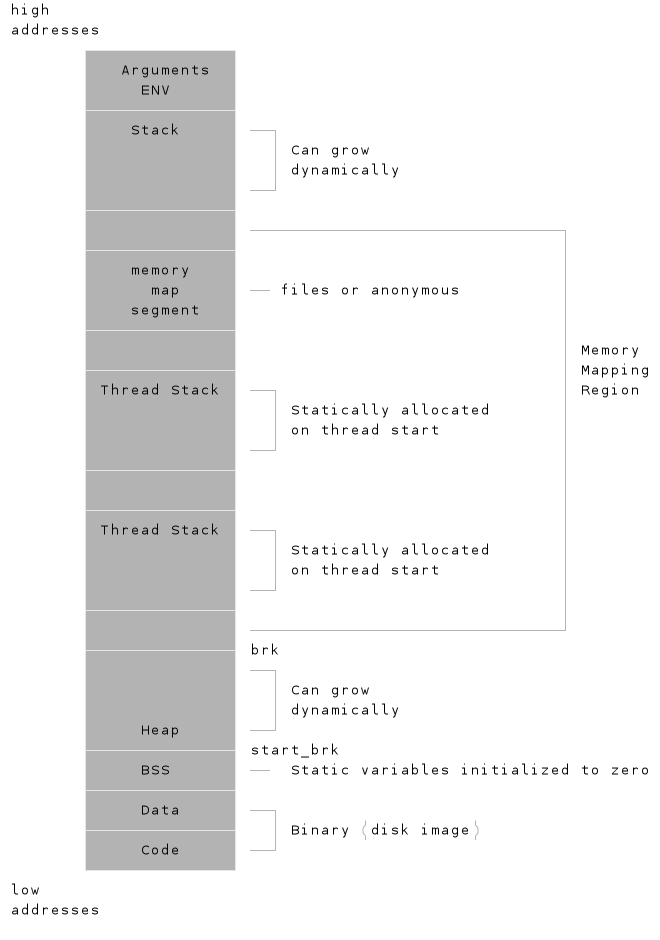 high
addresses
Arguments
ENV
Stack
Can grow
dynamically
memory
map
segment
files or anonymous
Memory
Mapping
Region
Thread Stack
Statically allocated
on thread start
Thread Stack
Statically allocated
on thread start
brk
Can grow
dynamically
Heap
start_brk
BSS
Static variables initialized to zero
Data
Binary (disk image)
Code
low
addresses